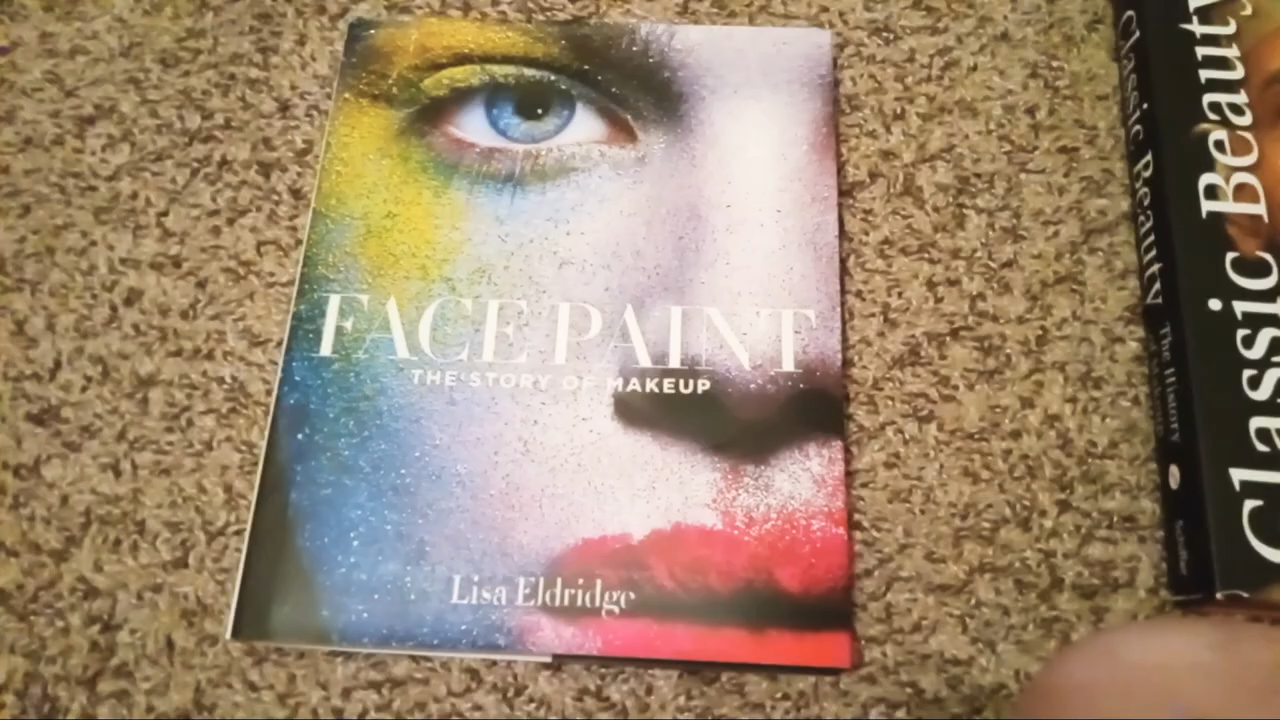 FACE PAINT
THE STORY OF MAKEUP
Lisa Eldridge
Classic Beauty The History
Classic Beauty